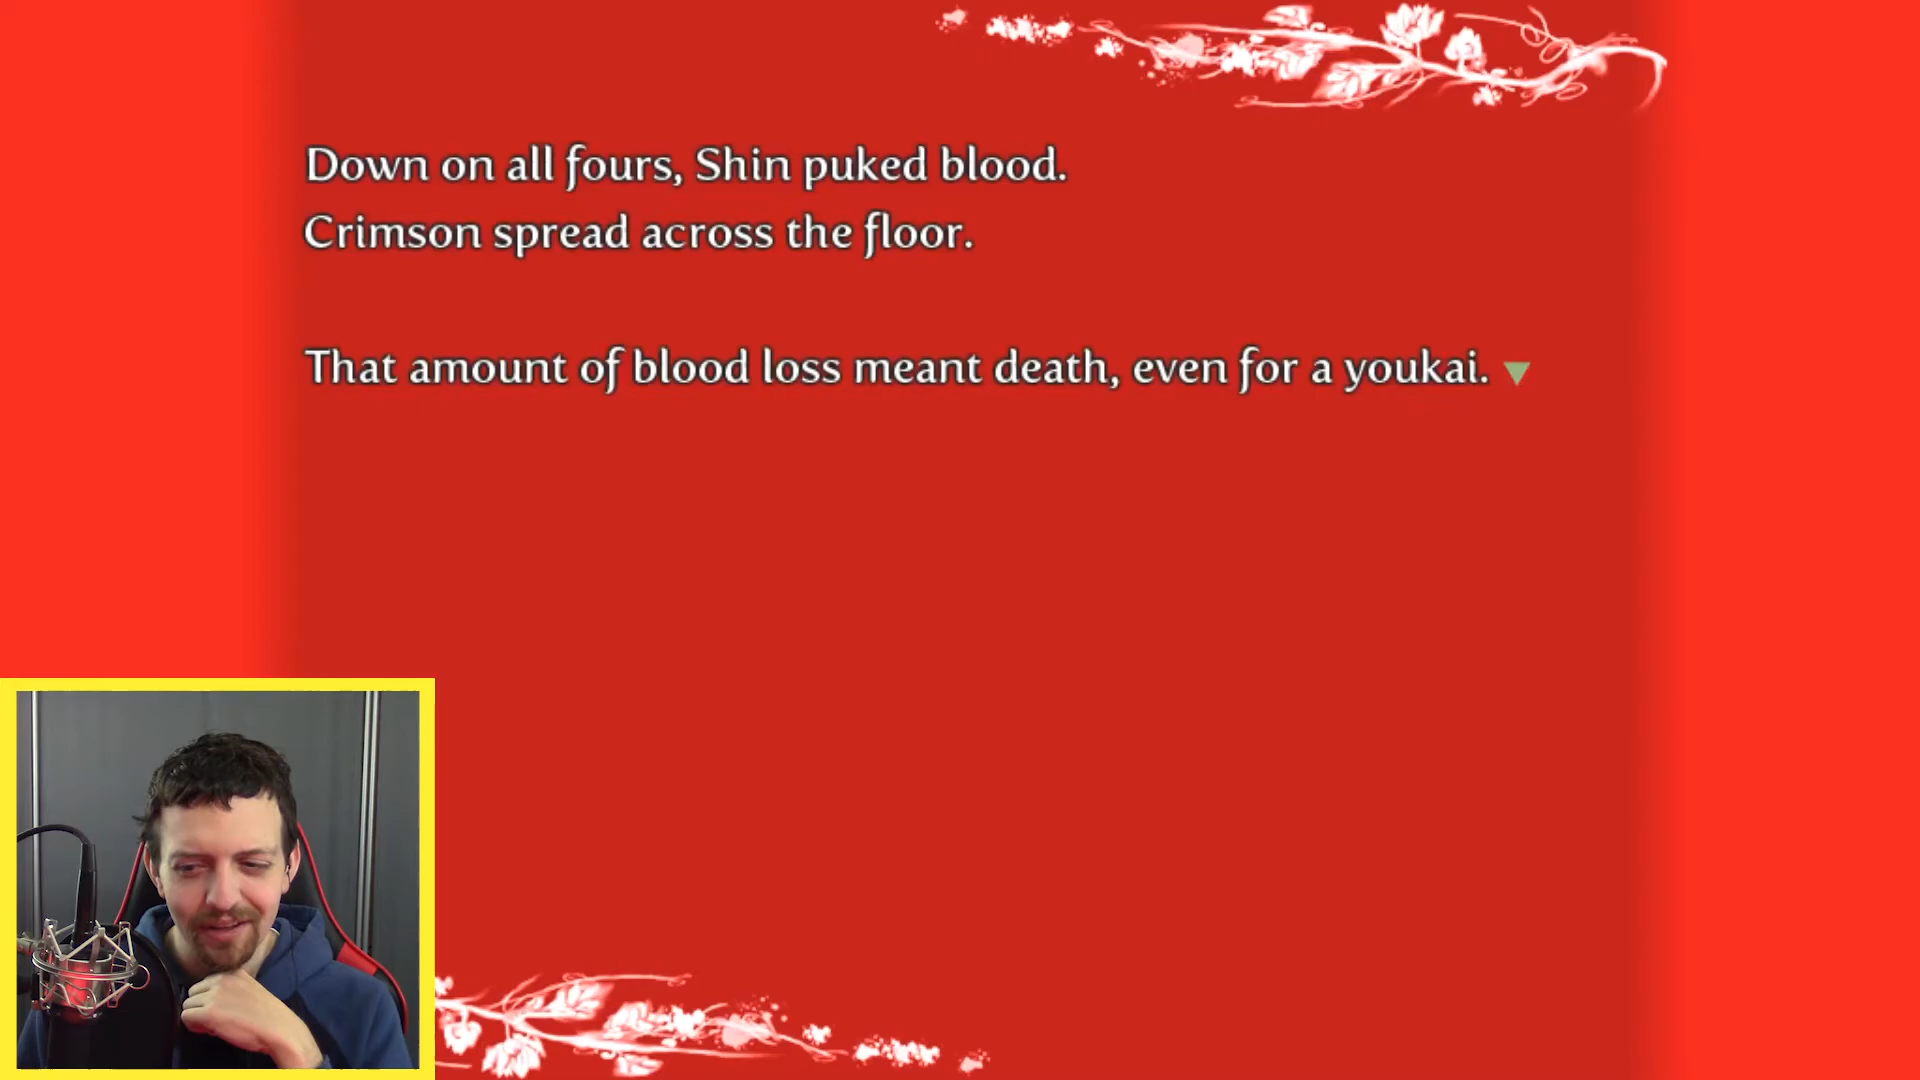 Down on all fours, Shin puked blood.
Crimson spread across the floor.
That amount of blood loss meant death, even for a youkai.